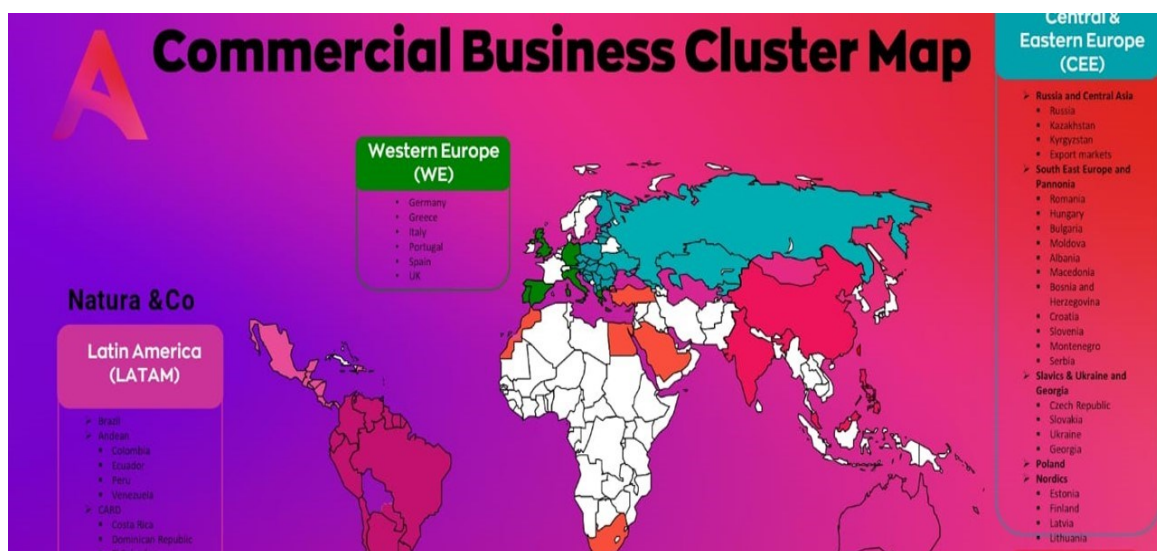 Commercial Business Cluster Map
Western Europe
(WE)
▪ Germany
▪ Greece
▪ Italy
▪ Portugal
▪ Spain
▪ UK
Natura &Co
Latin America
(LATAM)
➢ Brazil
➢ Andean
▪ Colombia
▪ Ecuador
▪ Peru
▪ Venezuela
➢ CARD
▪ Costa Rica
▪ Dominican Republic
Central &
Eastern Europe
(CEE)
➢ Russia and Central Asia
▪ Russia
▪ Kazakhstan
▪ Kyrgyzstan
▪ Export markets
➢ South East Europe and
Pannonia
▪ Romania
▪ Hungary
▪ Bulgaria
▪ Moldova
▪ Albania
▪ Macedonia
▪ Bosnia and
Herzegovina
▪ Croatia
▪ Slovenia
▪ Montenegro
▪ Serbia
➢ Slavics & Ukraine and
Georgia
▪ Czech Republic
▪ Slovakia
▪ Ukraine
▪ Georgia
➢ Poland
➢ Nordics
▪ Estonia
▪ Finland
▪ Latvia
▪ Lithuania